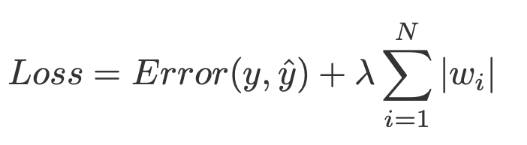 Loss = Error(y, ŷ) + λ ∑_{i=1}^{N} |w_i|